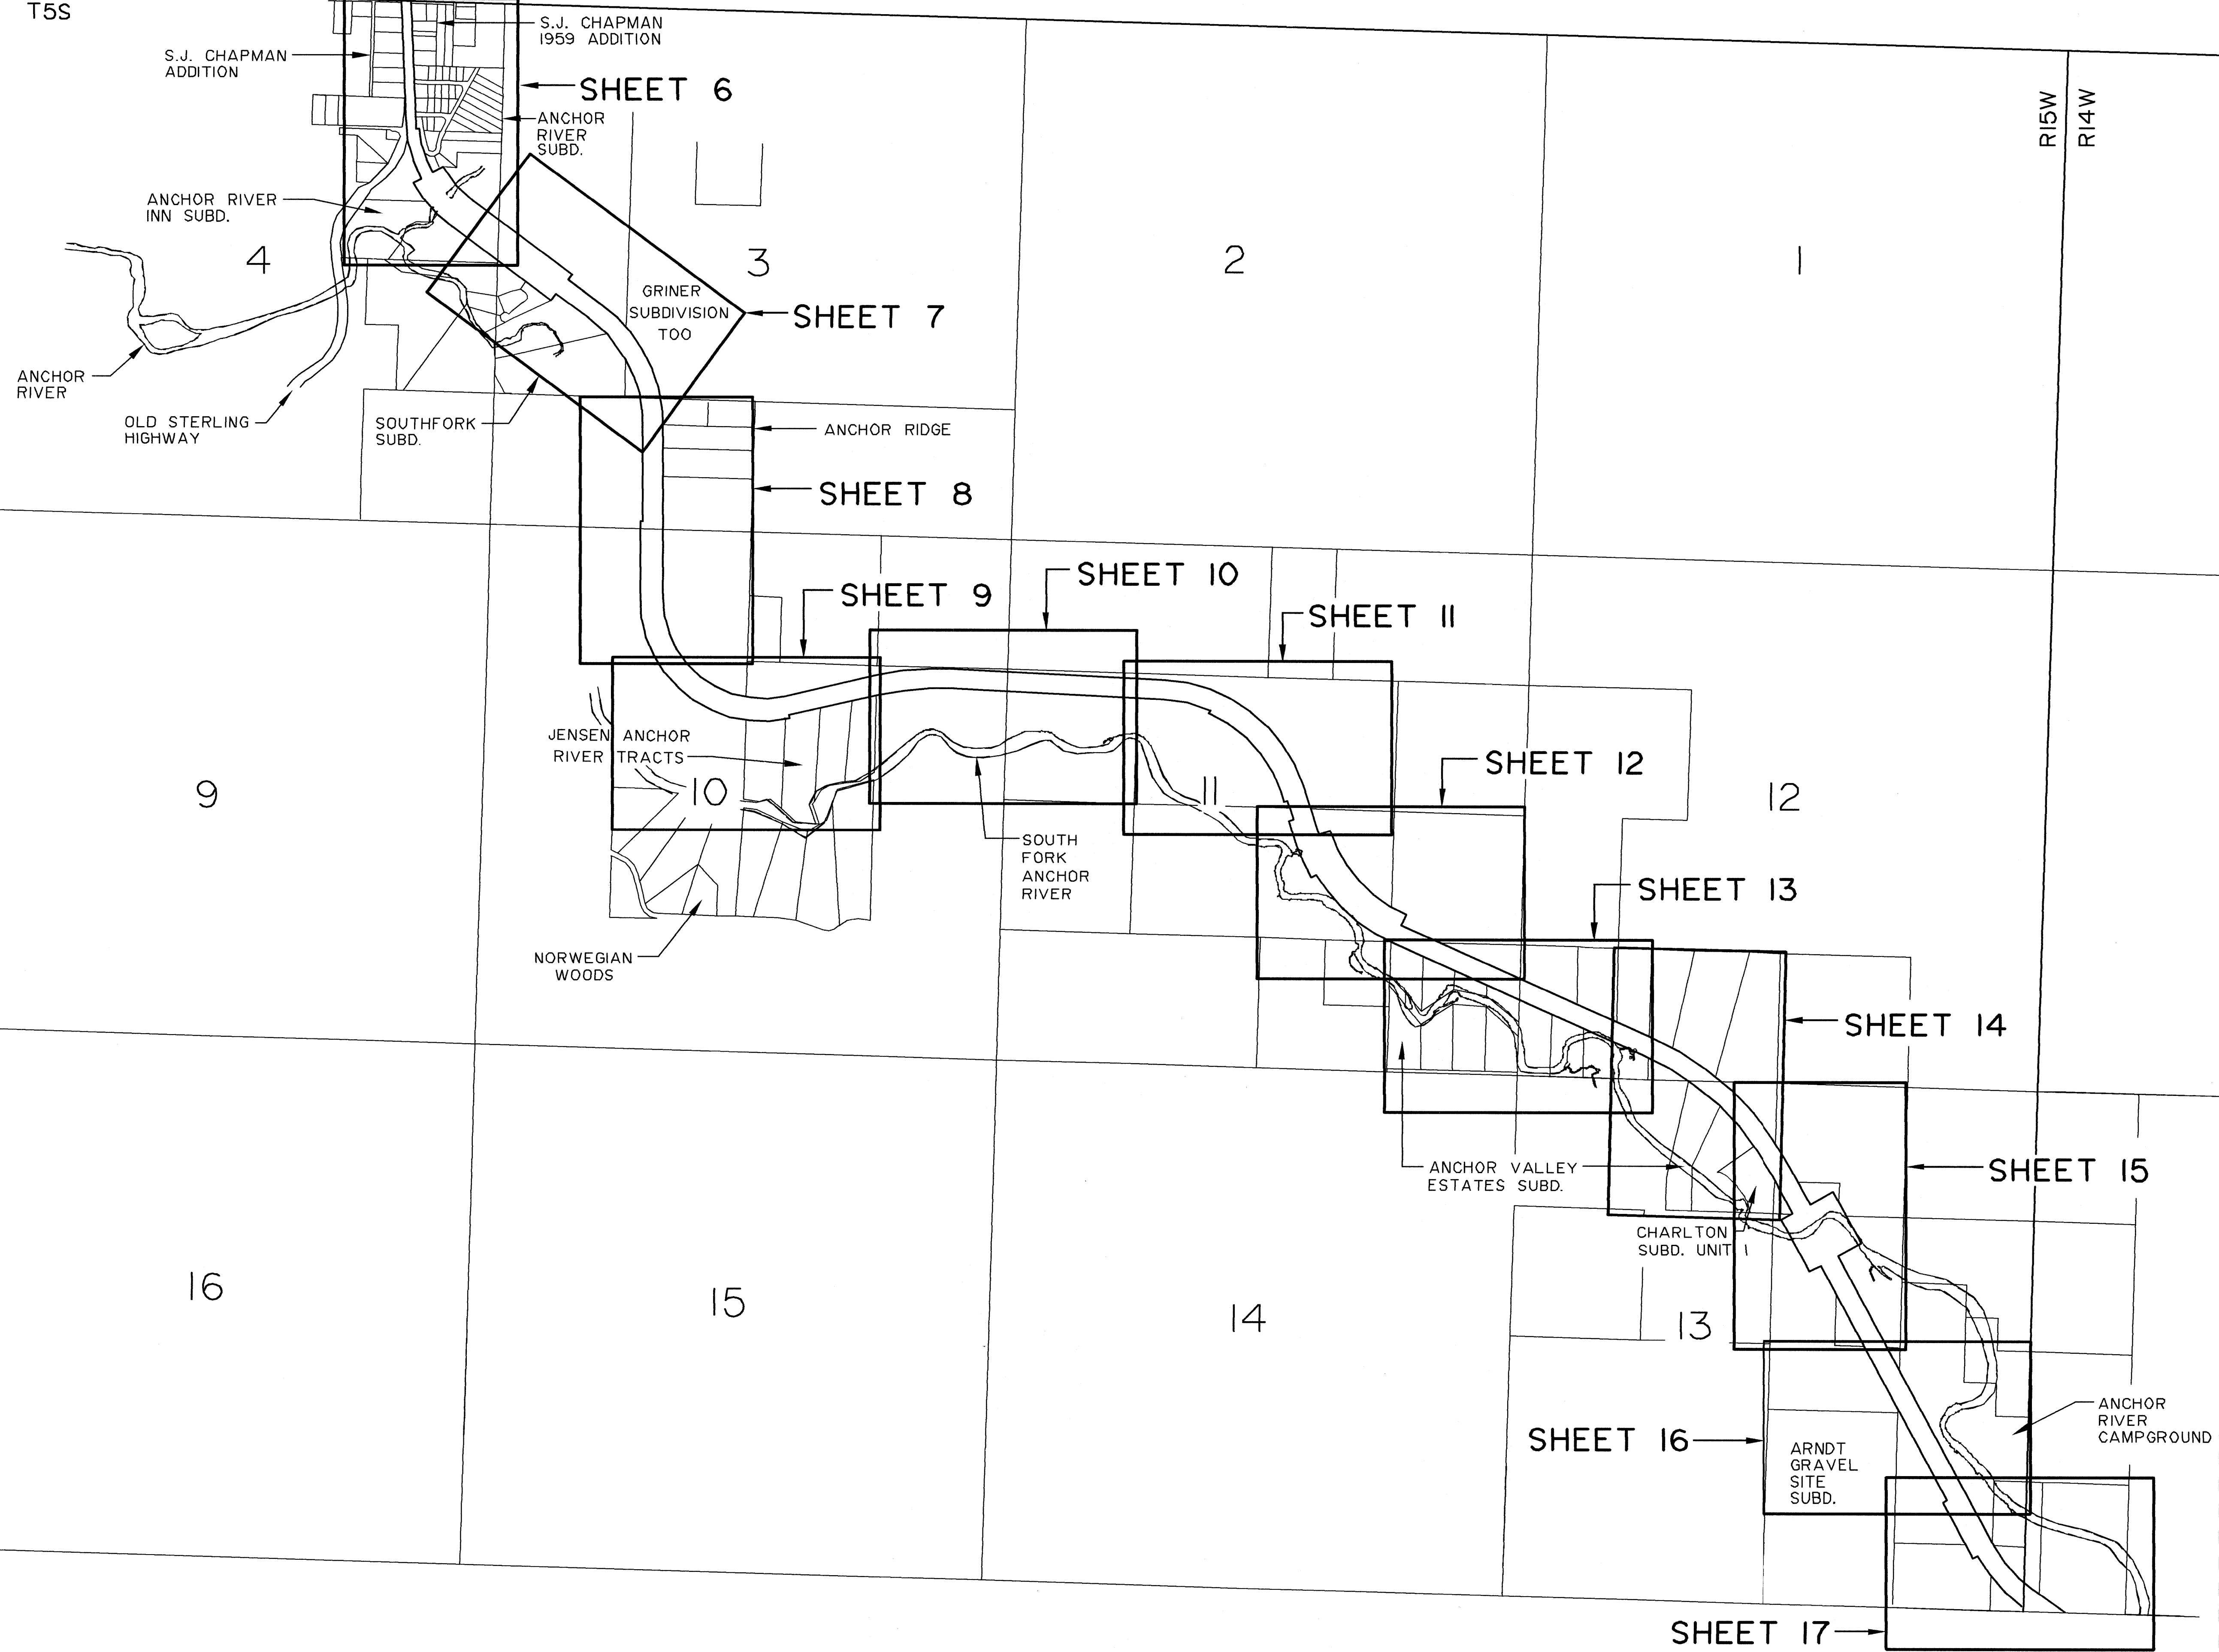 T5S
S.J. CHAPMAN
1959 ADDITION
S.J. CHAPMAN
ADDITION
SHEET 6
ANCHOR
RIVER
SUBD.
R15W
R14W
ANCHOR RIVER
INN SUBD.
4
3
2
1
GRINER
SUBDIVISION
TOO
SHEET 7
ANCHOR
RIVER
OLD STERLING
HIGHWAY
SOUTHFORK
SUBD.
ANCHOR RIDGE
SHEET 8
SHEET 9
SHEET 10
SHEET 11
JENSEN ANCHOR
RIVER TRACTS
SHEET 12
9
10
11
12
SOUTH
FORK
ANCHOR
RIVER
SHEET 13
NORWEGIAN
WOODS
SHEET 14
ANCHOR VALLEY
ESTATES SUBD.
SHEET 15
CHARLTON
SUBD. UNIT 1
16
15
14
13
SHEET 16
ARNDT
GRAVEL
SITE
SUBD.
ANCHOR
RIVER
CAMPGROUND
SHEET 17